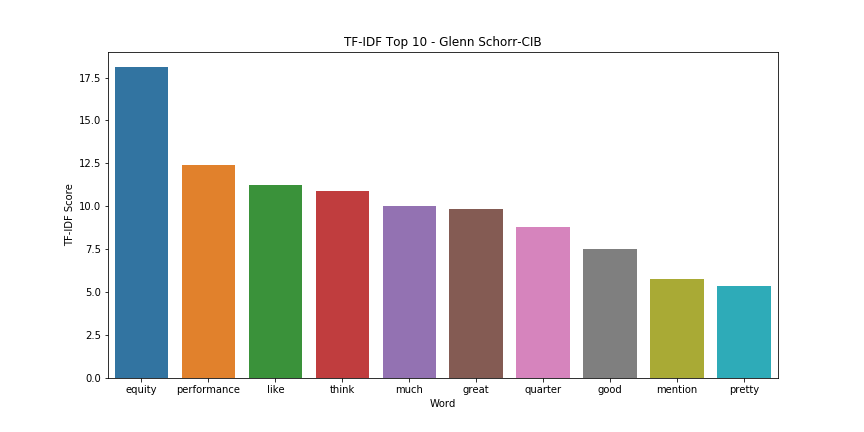 TF-IDF Top 10 - Glenn Schorr-CIB
17.5
15.0
12.5
10.0
7.5
5.0
2.5
0.0
TF-IDF Score
equity performance like think much great quarter good mention pretty
Word